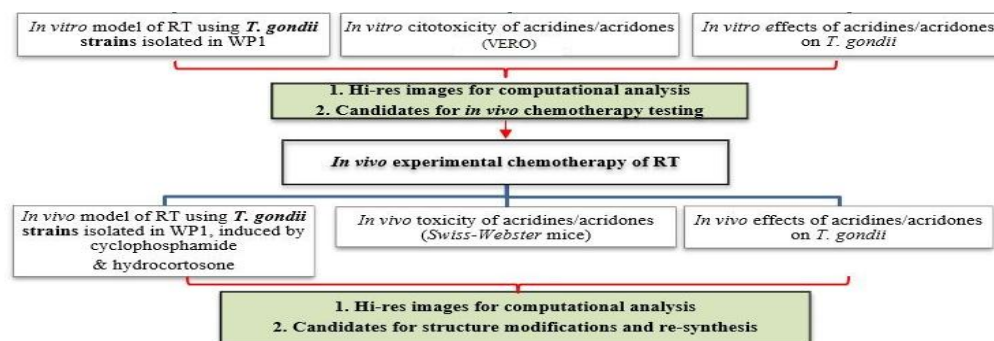 In vitro model of RT using T. gondii
strains isolated in WP1
In vitro citotoxicity of acridines/acridones
(VERO)
In vitro effects of acridines/acridones
on T. gondii
1. Hi-res images for computational analysis
2. Candidates for in vivo chemotherapy testing
In vivo experimental chemotherapy of RT
In vivo model of RT using T. gondii
strains isolated in WP1, induced by
cyclophosphamide
& hydrocortosone
In vivo toxicity of acridines/acridones
(Swiss-Webster mice)
In vivo effects of acridines/acridones
on T. gondii
1. Hi-res images for computational analysis
2. Candidates for structure modifications and re-synthesis